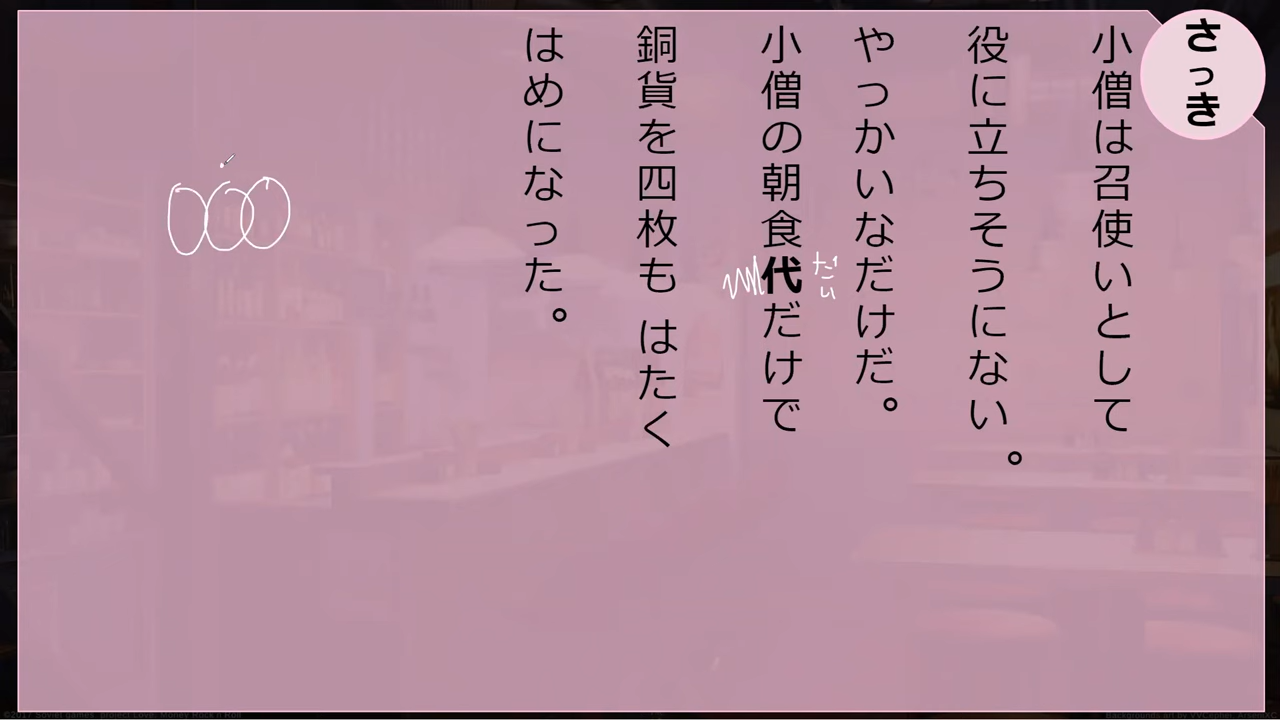 さっき
小僧は召使いとして
役に立ちそうにない。
やっかいなだけだ。
小僧の朝食代だけで
だい
銅貨を四枚も はたく
はめになった。